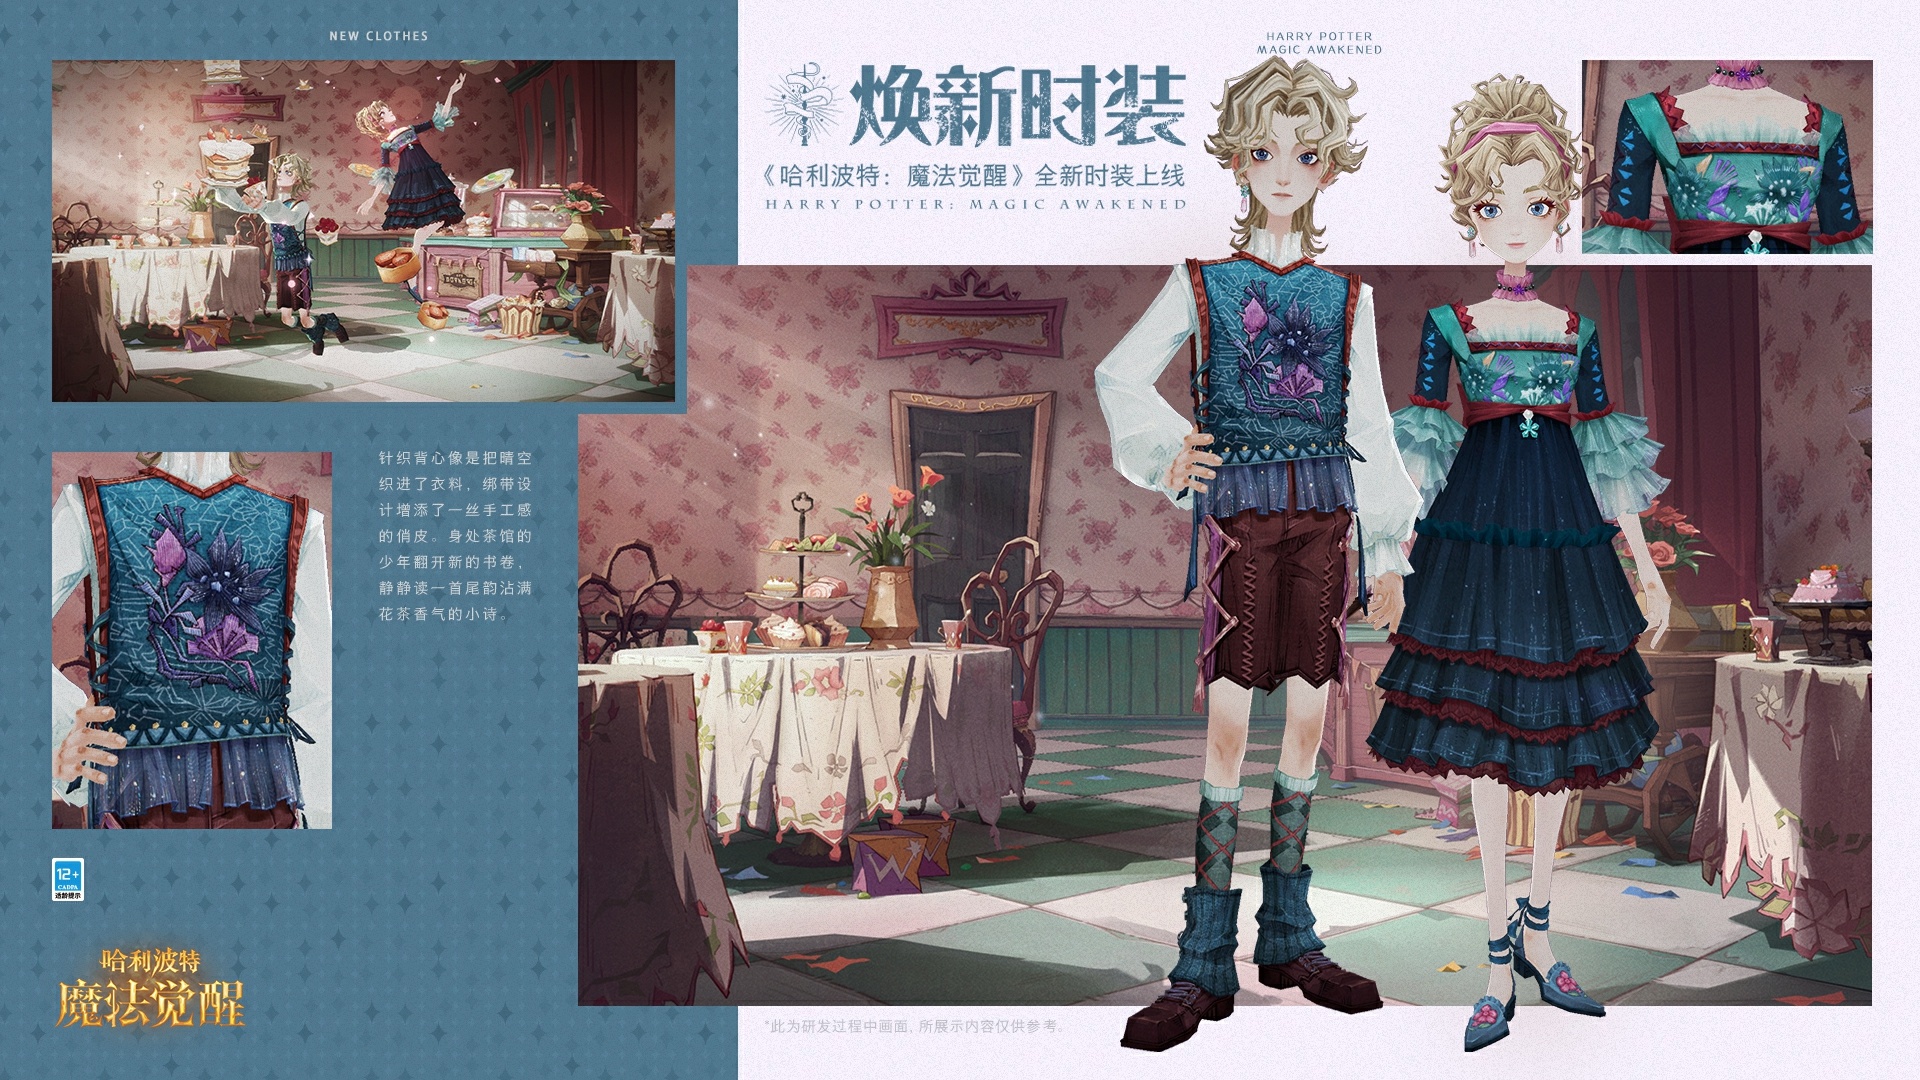 NEW CLOTHES
HARRY POTTER
MAGIC AWAKENED
焕新时装
《哈利波特：魔法觉醒》全新时装上线
HARRY POTTER: MAGIC AWAKENED
针织背心像是把晴空
织进了衣料，绑带设
计增添了一丝手工感
的俏皮。身处茶馆的
少年翻开新的书卷，
静静读一首尾韵沾满
花茶香气的小诗。
12+
CADPA
适龄提示
哈利波特
魔法觉醒
*此为研发过程中画面, 所展示内容仅供参考。